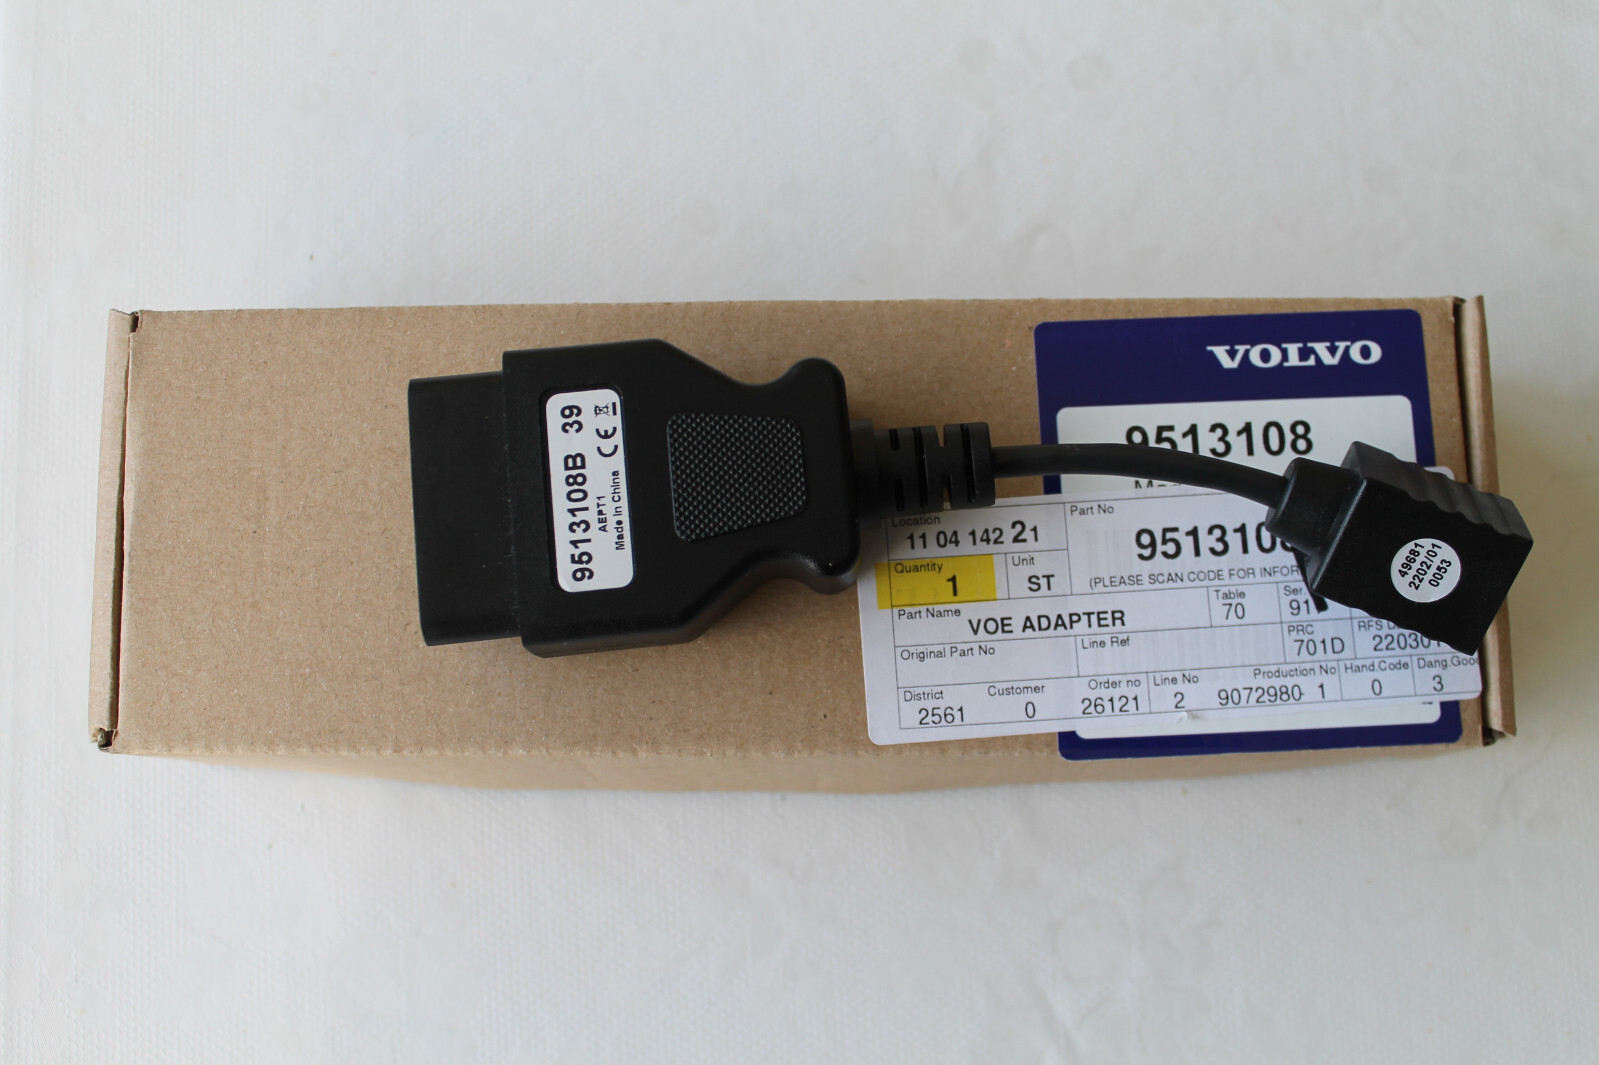 VOLVO
9513108
Location
11 04 142 21
Part No
Quantity
1
Unit
ST
(PLEASE SCAN CODE FOR
Part Name
VOE ADAPTER
Table
70
91
Original Part No
Line Ref
PRC
701D
RFS
District
2561
Customer
0
Order no
26121
Line No
2
Production No
9072980 1
Hand.Code
0
Dang.Good
3
9513108B 39
AEPT1
Made In China
CE
49681
2202/01
0053